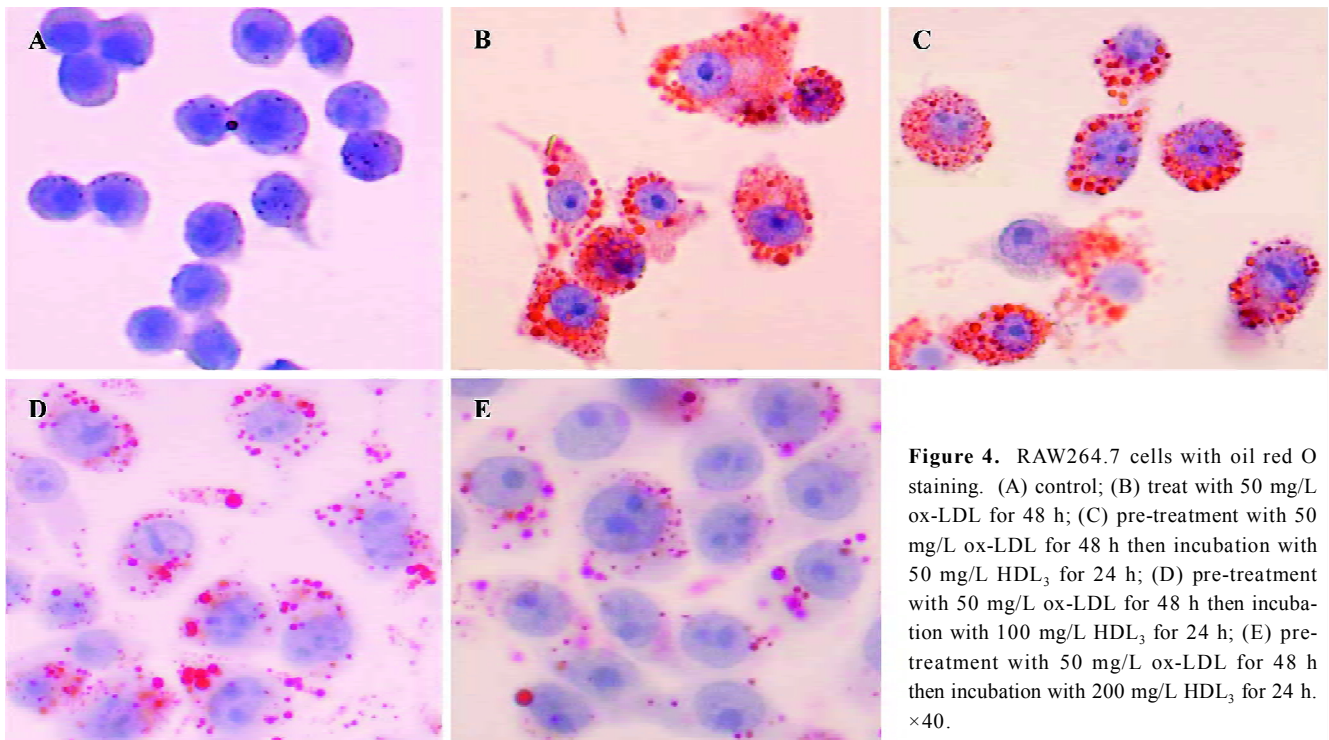 A
B
C
D
E
Figure 4. RAW264.7 cells with oil red O
staining. (A) control; (B) treat with 50 mg/L
ox-LDL for 48 h; (C) pre-treatment with 50
mg/L ox-LDL for 48 h then incubation with
50 mg/L HDL₃ for 24 h; (D) pre-treatment
with 50 mg/L ox-LDL for 48 h then incuba-
tion with 100 mg/L HDL₃ for 24 h; (E) pre-
treatment with 50 mg/L ox-LDL for 48 h
then incubation with 200 mg/L HDL₃ for 24 h.
×40.